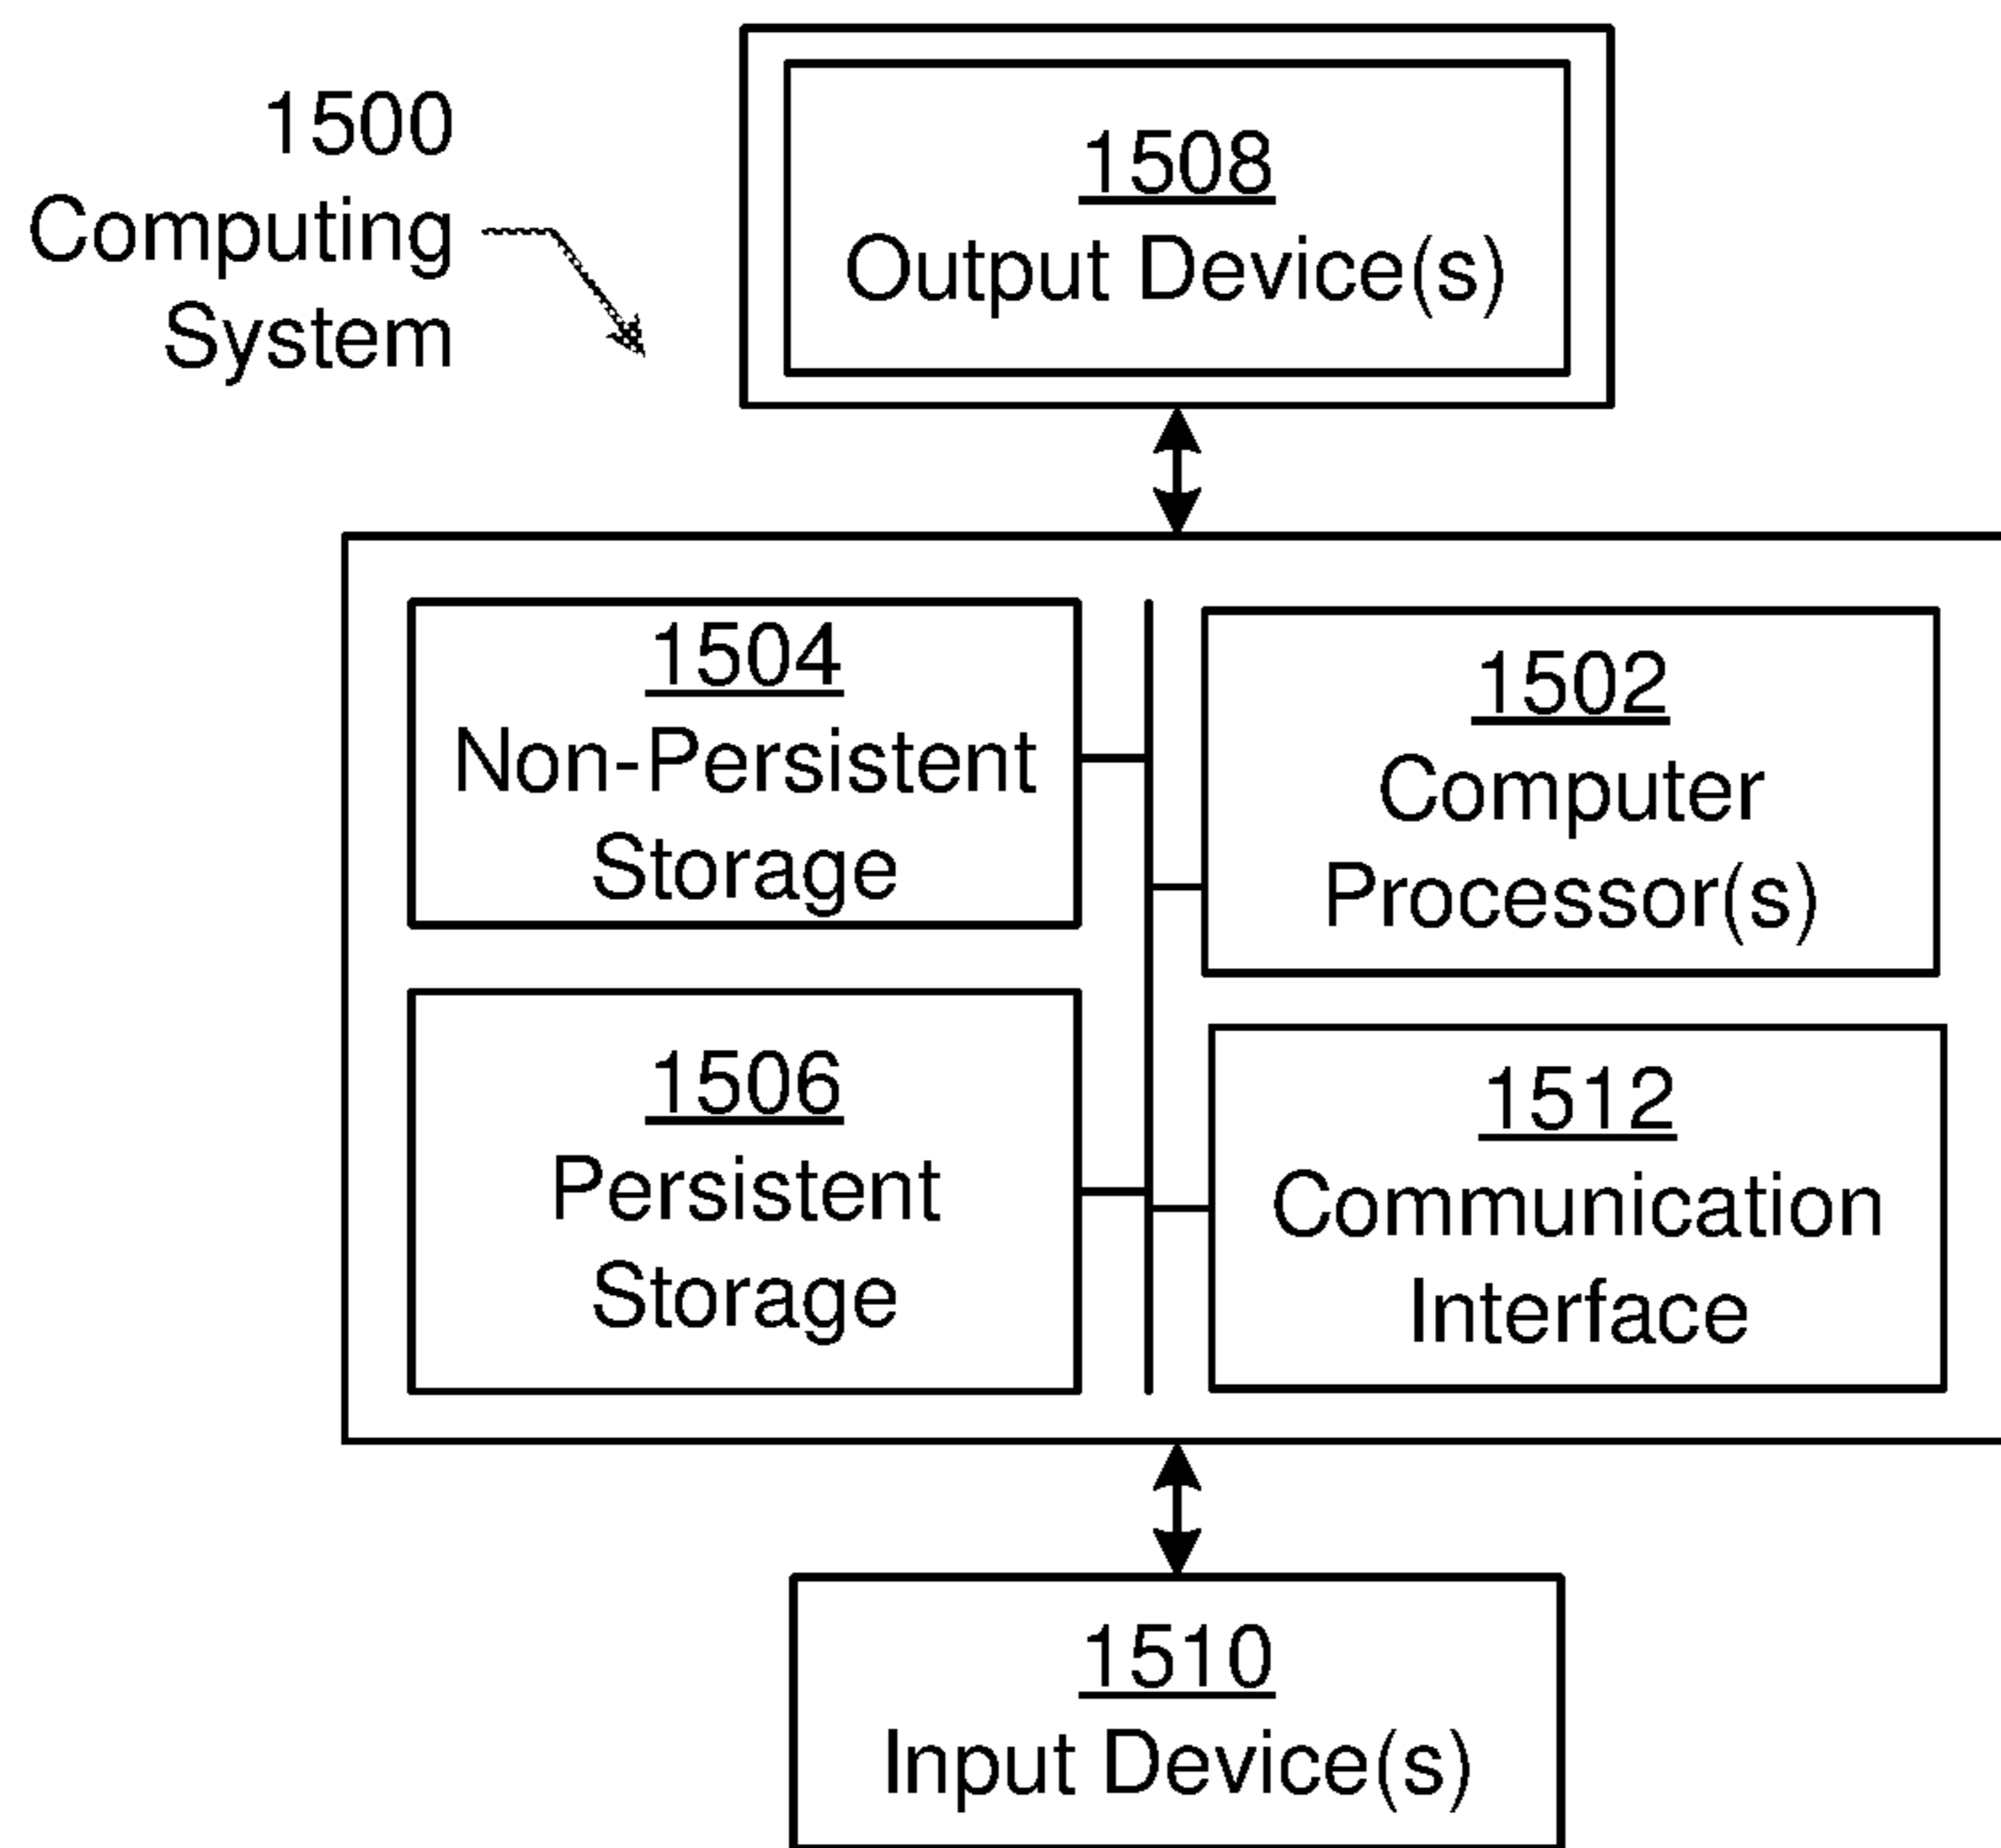 1500
Computing
System
1508
Output Device(s)
1504
Non-Persistent
Storage
1502
Computer
Processor(s)
1506
Persistent
Storage
1512
Communication
Interface
1510
Input Device(s)